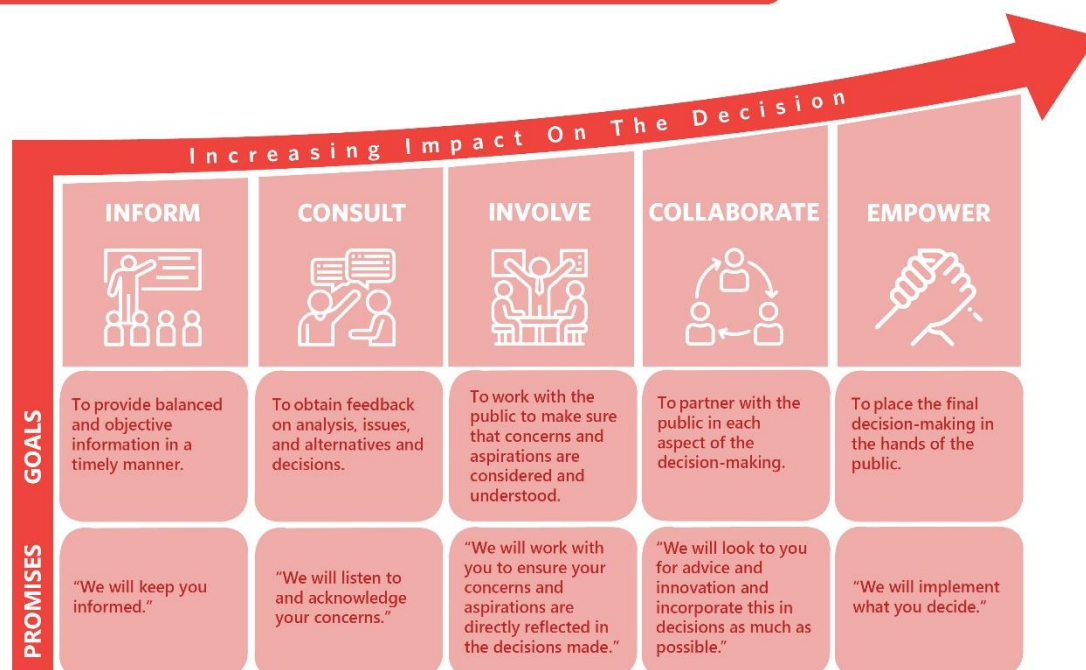 Increasing Impact On The Decision
INFORM
CONSULT
INVOLVE
COLLABORATE
EMPOWER
GOALS
To provide balanced
and objective
information in a
timely manner.
To obtain feedback
on analysis, issues,
and alternatives and
decisions.
To work with the
public to make sure
that concerns and
aspirations are
considered and
understood.
To partner with the
public in each
aspect of the
decision-making.
To place the final
decision-making in
the hands of the
public.
PROMISES
“We will keep you
informed.”
“We will listen to
and acknowledge
your concerns.”
“We will work with
you to ensure your
concerns and
aspirations are
directly reflected in
the decisions made.”
“We will look to you
for advice and
innovation and
incorporate this in
decisions as much as
possible.”
“We will implement
what you decide.”